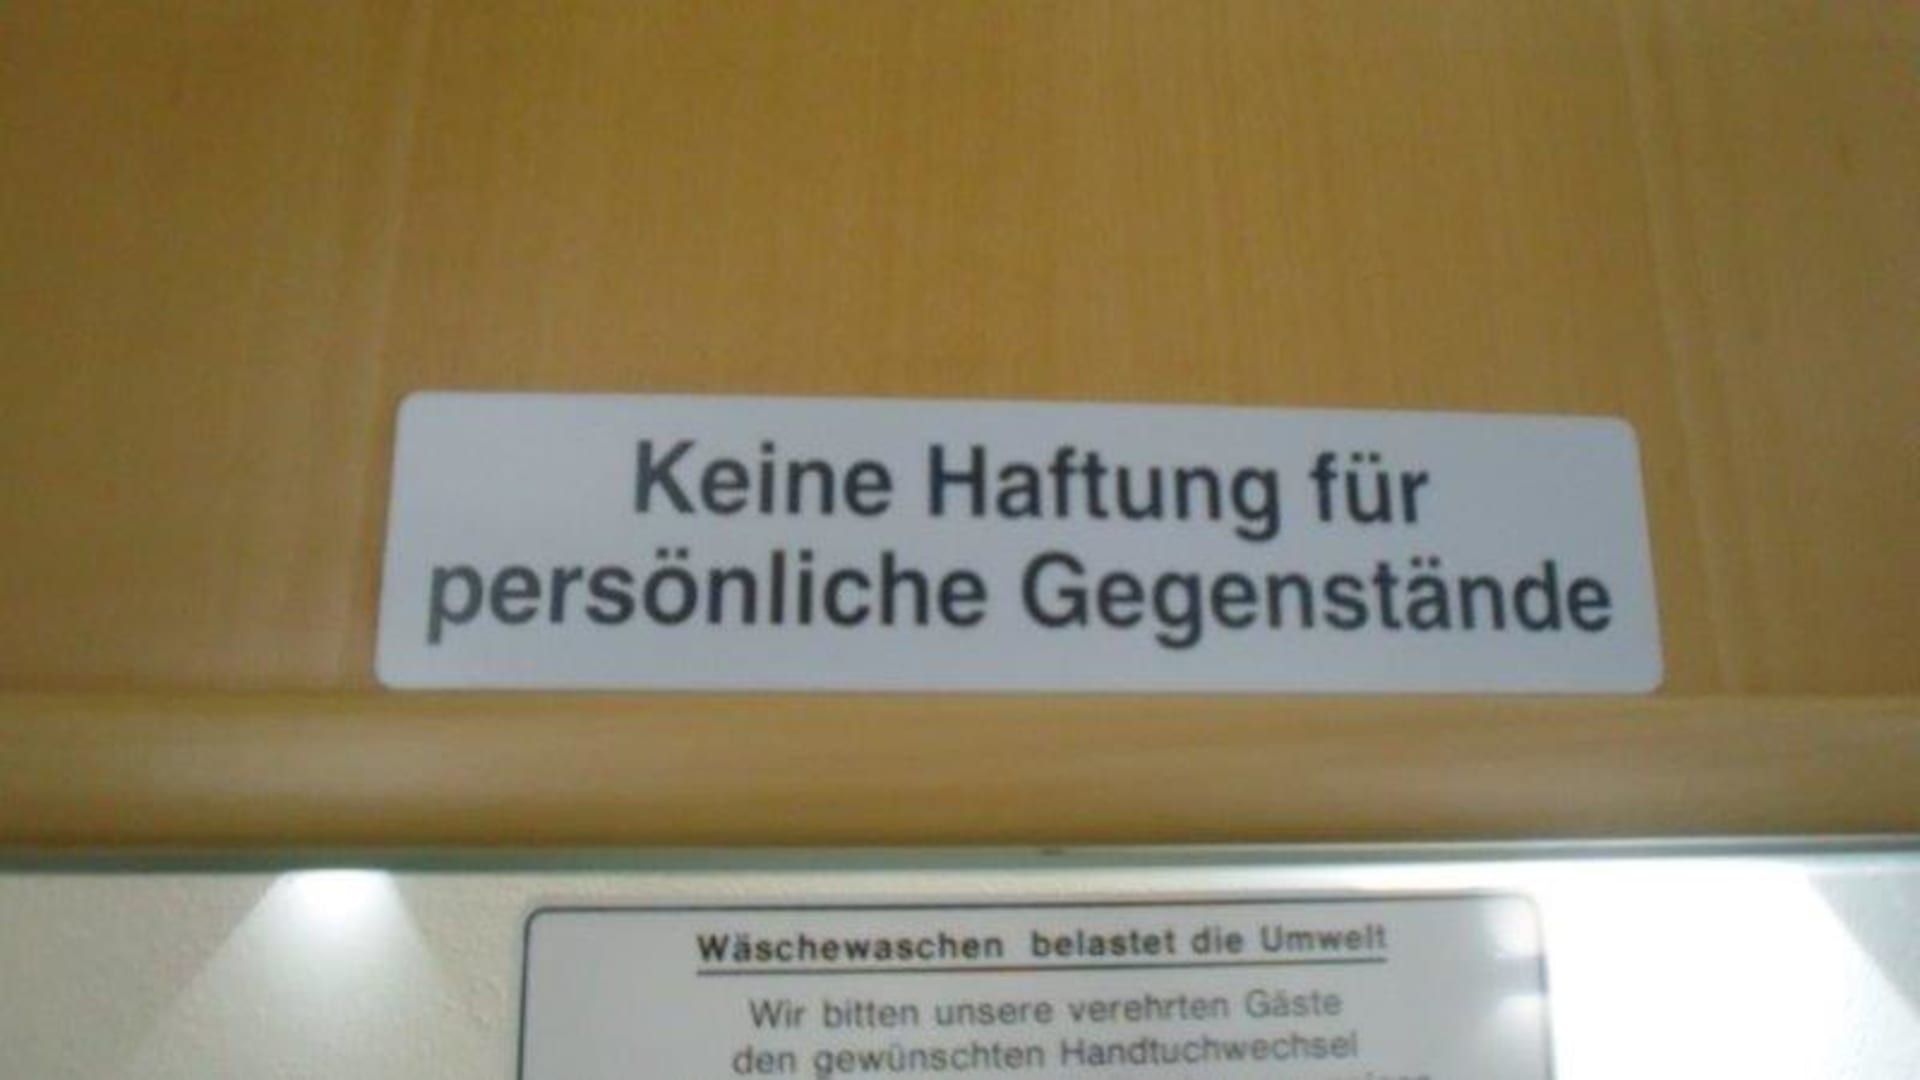 Keine Haftung für
persönliche Gegenstände
Wäschewaschen belastet die Umwelt
Wir bitten unsere verehrten Gäste
den gewünschten Handtuchwechsel